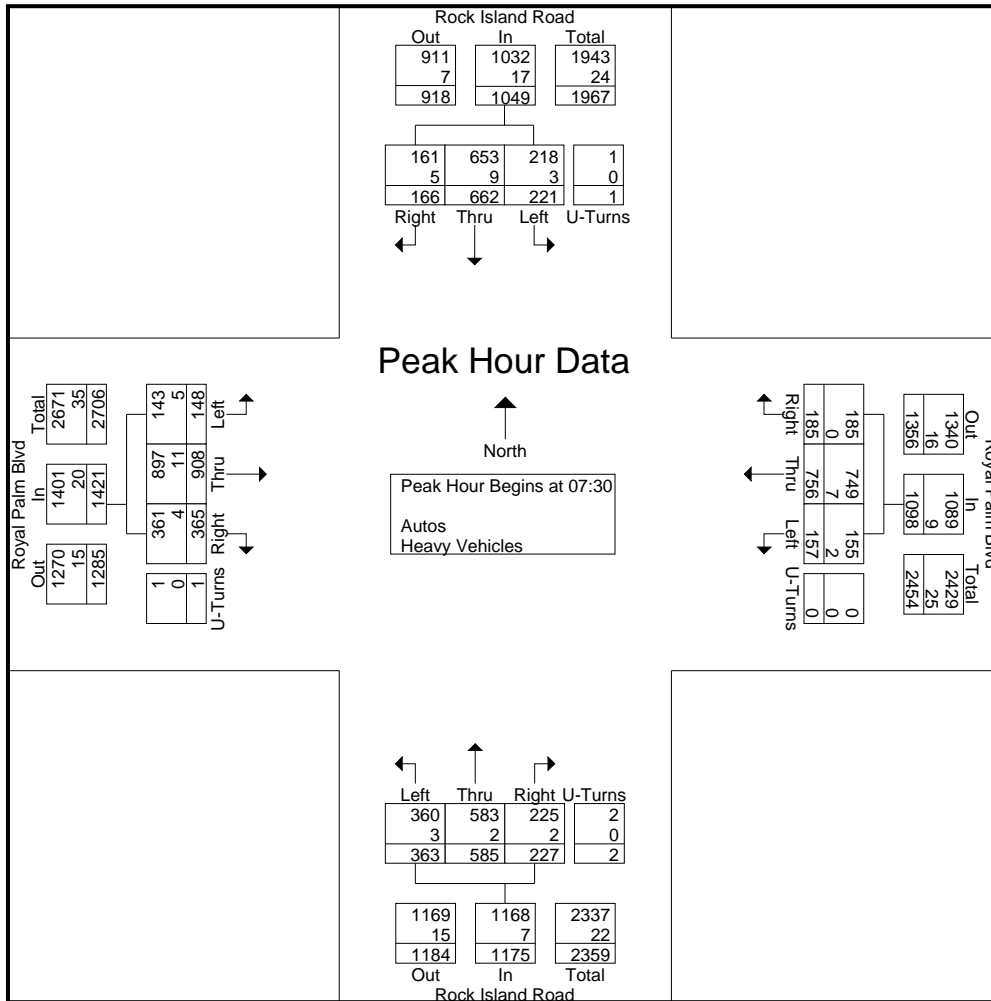 Rock Island Road
Out In Total
911 1032 1943
7 17 24
918 1049 1967
161 653 218 1
5 9 3 0
166 662 221 1
Right Thru Left U-Turns
Peak Hour Data
North
Peak Hour Begins at 07:30
Autos
Heavy Vehicles
Royal Palm Blvd
Total In Out
2671 1401 1270
35 20 15
2706 1421 1285
143 897 361 1
5 11 4 0
148 908 365 1
Left Thru Right U-Turns
Royal Palm Blvd
Out In Total
1340 1089 2429
16 9 25
1356 1098 2454
185 749 155 0
0 7 2 0
185 756 157 0
Right Thru Left U-Turns
Left Thru Right U-Turns
360 583 225 2
3 2 2 0
363 585 227 2
1169 1168 2337
15 7 22
1184 1175 2359
Out In Total
Rock Island Road